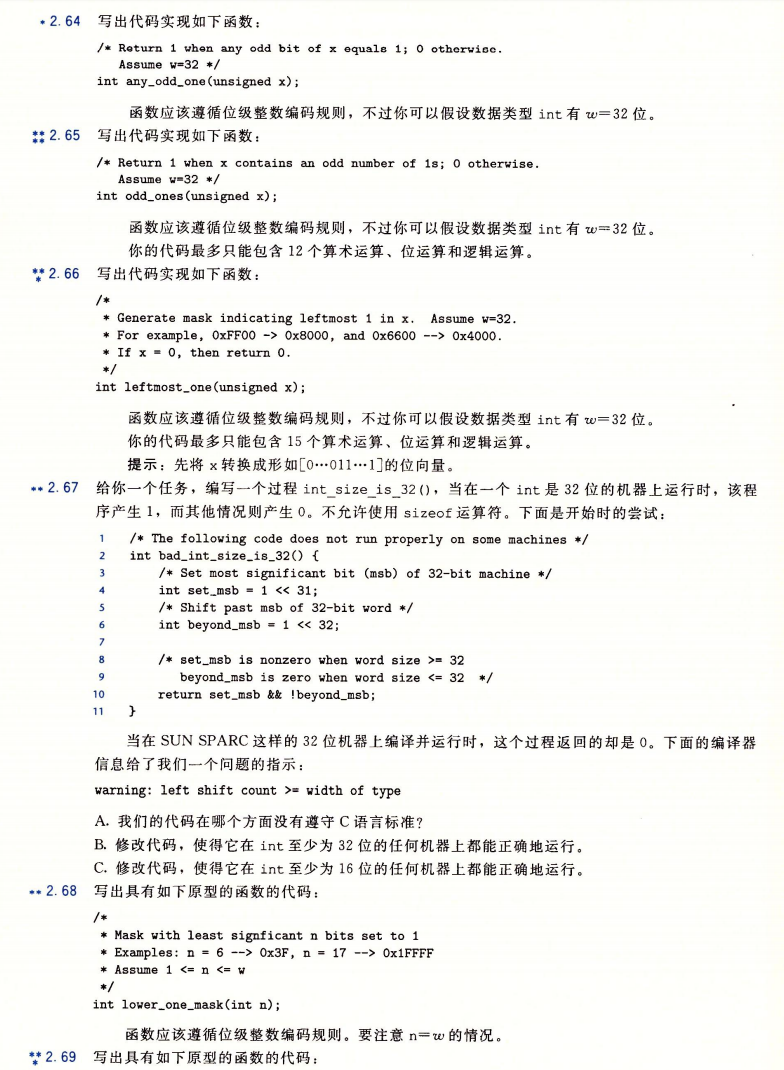 * 2.64 写出代码实现如下函数：
/* Return 1 when any odd bit of x equals 1; 0 otherwise.
Assume w=32 */
int any_odd_one(unsigned x);
函数应该遵循位级整数编码规则，不过你可以假设数据类型 int 有 w=32 位。
** ** 2.65 写出代码实现如下函数：
/* Return 1 when x contains an odd number of 1s; 0 otherwise.
Assume w=32 */
int odd_ones(unsigned x);
函数应该遵循位级整数编码规则，不过你可以假设数据类型 int 有 w=32 位。
你的代码最多只能包含 12 个算术运算、位运算和逻辑运算。
*** 2.66 写出代码实现如下函数：
/*
* Generate mask indicating leftmost 1 in x. Assume w=32.
* For example, 0xFF00 -> 0x8000, and 0x6600 --> 0x4000.
* If x = 0, then return 0.
*/
int leftmost_one(unsigned x);
函数应该遵循位级整数编码规则，不过你可以假设数据类型 int 有 w=32 位。
你的代码最多只能包含 15 个算术运算、位运算和逻辑运算。
提示：先将 x 转换成形如[0…011…1]的位向量。
** 2.67 给你一个任务，编写一个过程 int_size_is_32()，当在一个 int 是 32 位的机器上运行时，该程
序产生 1，而其他情况则产生 0。不允许使用 sizeof 运算符。下面是开始时的尝试：
1 /* The following code does not run properly on some machines */
2 int bad_int_size_is_32() {
3 /* Set most significant bit (msb) of 32-bit machine */
4 int set_msb = 1 << 31;
5 /* Shift past msb of 32-bit word */
6 int beyond_msb = 1 << 32;
7
8 /* set_msb is nonzero when word size >= 32
9 beyond_msb is zero when word size <= 32 */
10 return set_msb && !beyond_msb;
11 }
当在 SUN SPARC 这样的 32 位机器上编译并运行时，这个过程返回的却是 0。下面的编译器
信息给了我们一个问题的指示：
warning: left shift count >= width of type
A. 我们的代码在哪个方面没有遵守 C 语言标准？
B. 修改代码，使得它在 int 至少为 32 位的任何机器上都能正确地运行。
C. 修改代码，使得它在 int 至少为 16 位的任何机器上都能正确地运行。
** 2.68 写出具有如下原型的函数的代码：
/*
* Mask with least signficant n bits set to 1
* Examples: n = 6 --> 0x3F, n = 17 --> 0x1FFFF
* Assume 1 <= n <= w
*/
int lower_one_mask(int n);
函数应该遵循位级整数编码规则。要注意 n=w 的情况。
*** 2.69 写出具有如下原型的函数的代码：